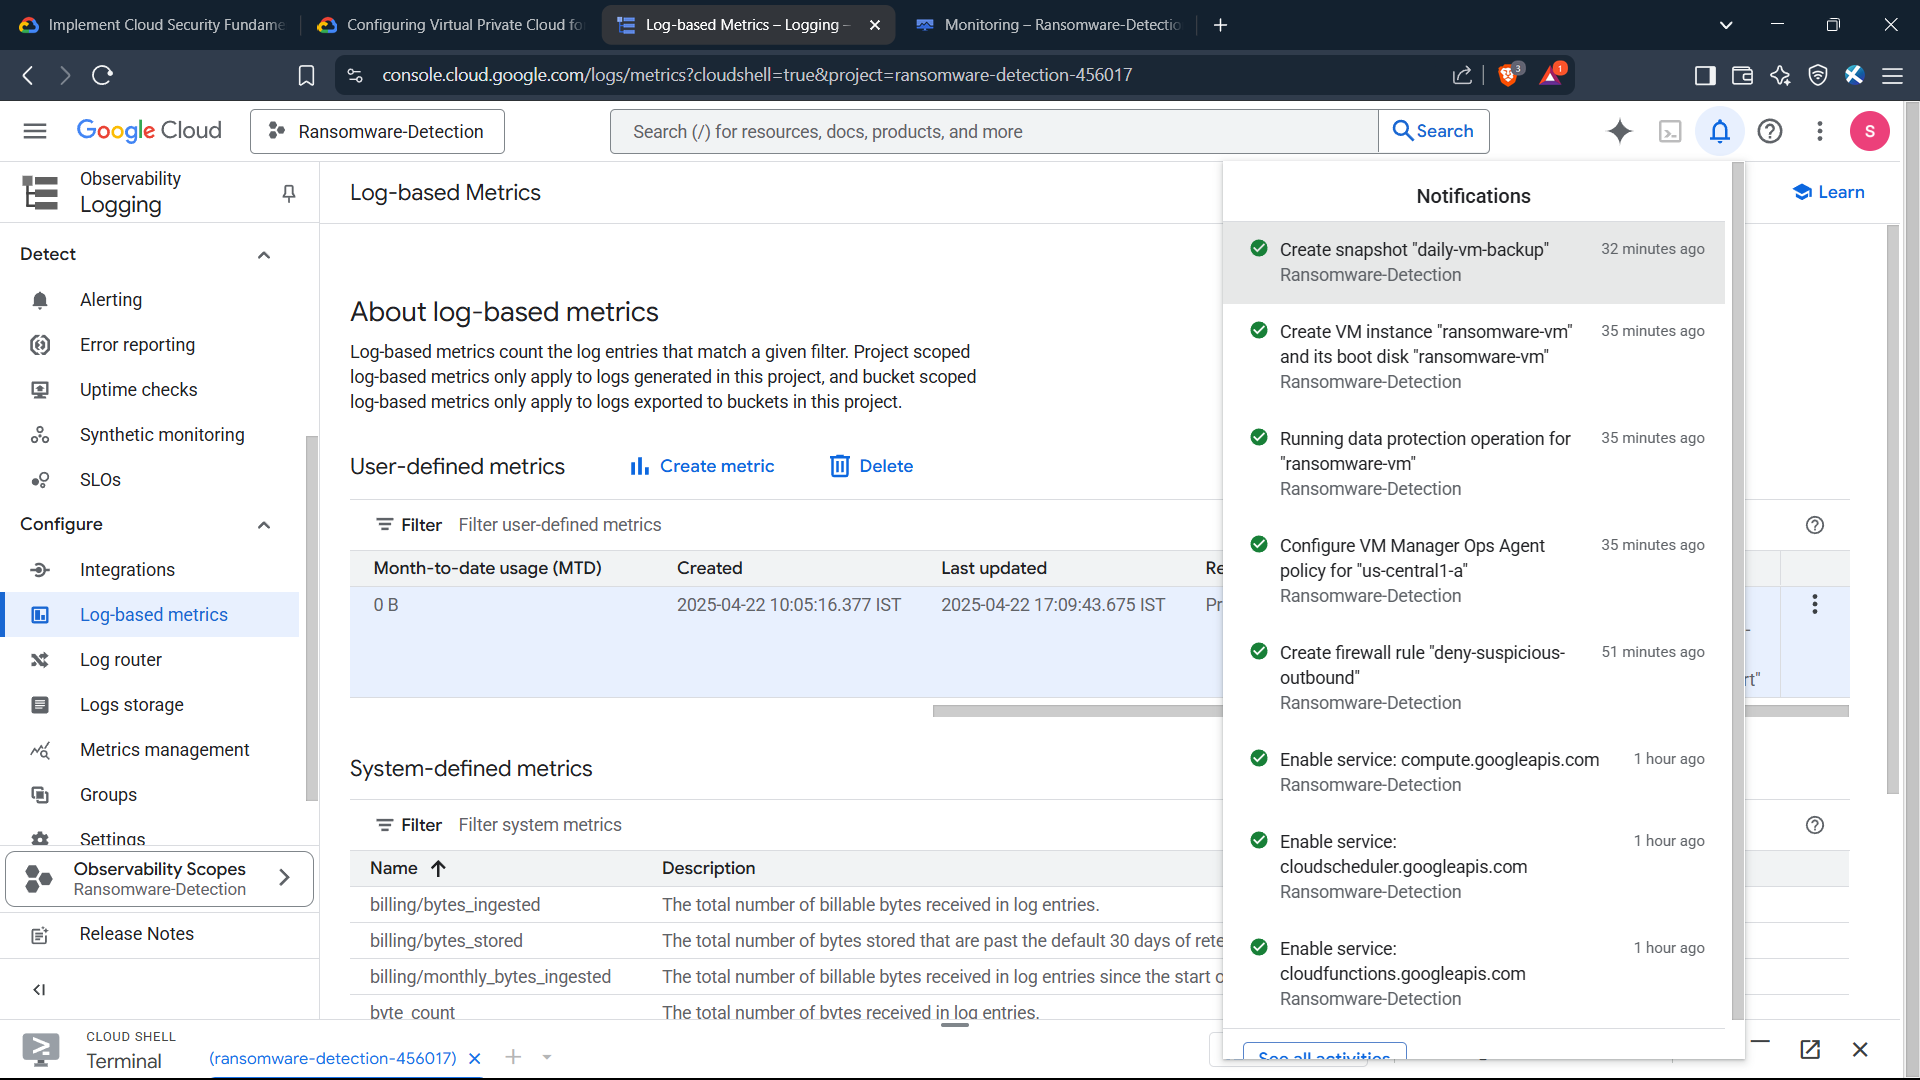 Implement Cloud Security Fundame
Configuring Virtual Private Cloud fo
Log-based Metrics – Logging –
Monitoring – Ransomware-Detectio
console.cloud.google.com/logs/metrics?cloudshell=true&project=ransomware-detection-456017
3
1
Google Cloud
Ransomware-Detection
Search (/) for resources, docs, products, and more
Search
S
Observability
Logging
Detect
Alerting
Error reporting
Uptime checks
Synthetic monitoring
SLOs
Configure
Integrations
Log-based metrics
Log router
Logs storage
Metrics management
Groups
Settings
Observability Scopes
Ransomware-Detection
Release Notes
Log-based Metrics
Learn
About log-based metrics
Log-based metrics count the log entries that match a given filter. Project scoped
log-based metrics only apply to logs generated in this project, and bucket scoped
log-based metrics only apply to logs exported to buckets in this project.
User-defined metrics
Create metric
Delete
Filter Filter user-defined metrics
Month-to-date usage (MTD) Created Last updated Re
0 B 2025-04-22 10:05:16.377 IST 2025-04-22 17:09:43.675 IST Pr
-
rt"
System-defined metrics
Filter Filter system metrics
Name Description
billing/bytes_ingested The total number of billable bytes received in log entries.
billing/bytes_stored The total number of bytes stored that are past the default 30 days of rete
billing/monthly_bytes_ingested The total number of billable bytes received in log entries since the start o
byte_count The total number of bytes received in log entries.
Notifications
Create snapshot "daily-vm-backup" 32 minutes ago
Ransomware-Detection
Create VM instance "ransomware-vm" 35 minutes ago
and its boot disk "ransomware-vm"
Ransomware-Detection
Running data protection operation for 35 minutes ago
"ransomware-vm"
Ransomware-Detection
Configure VM Manager Ops Agent 35 minutes ago
policy for "us-central1-a"
Ransomware-Detection
Create firewall rule "deny-suspicious- 51 minutes ago
outbound"
Ransomware-Detection
Enable service: compute.googleapis.com 1 hour ago
Ransomware-Detection
Enable service: 1 hour ago
cloudscheduler.googleapis.com
Ransomware-Detection
Enable service: 1 hour ago
cloudfunctions.googleapis.com
Ransomware-Detection
See all activities
CLOUD SHELL
Terminal
(ransomware-detection-456017)